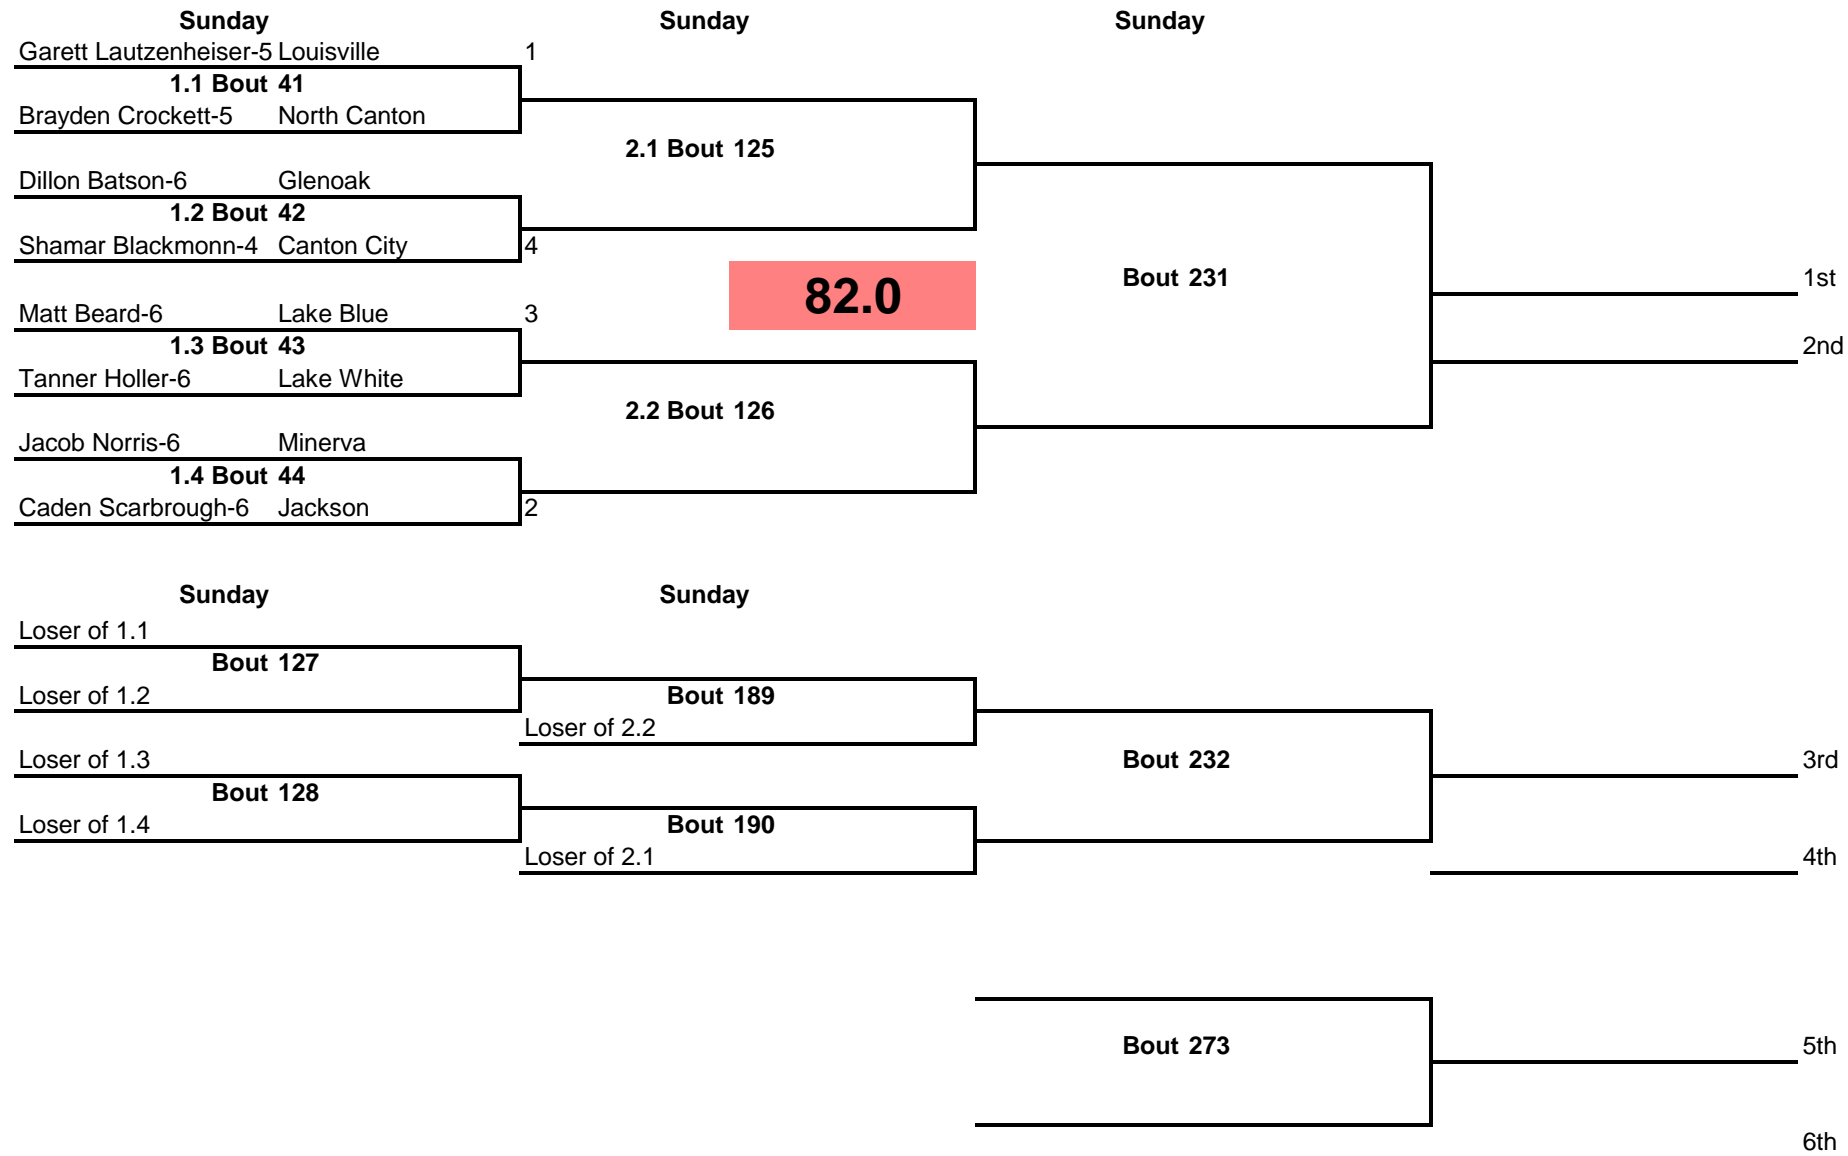 Sunday Sunday Sunday
Garett Lautzenheiser-5 Louisville 1
1.1 Bout 41
Brayden Crockett-5 North Canton
2.1 Bout 125
Dillon Batson-6 Glenoak
1.2 Bout 42
Shamar Blackmonn-4 Canton City 4
82.0 Bout 231 1st
Matt Beard-6 Lake Blue 3
1.3 Bout 43 2nd
Tanner Holler-6 Lake White
2.2 Bout 126
Jacob Norris-6 Minerva
1.4 Bout 44
Caden Scarbrough-6 Jackson 2
Sunday Sunday
Loser of 1.1
Bout 127
Loser of 1.2 Bout 189
Loser of 2.2
Loser of 1.3 Bout 232 3rd
Bout 128
Loser of 1.4 Bout 190
Loser of 2.1 4th
Bout 273 5th
6th